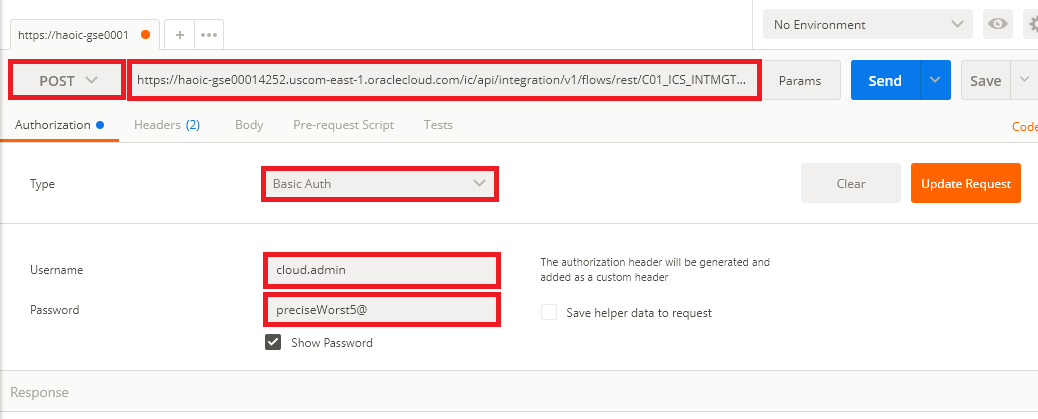 https://haoic-gse0001
+ •••
No Environment
POST https://haoic-gse00014252.uscom-east-1.oraclecloud.com/ic/api/integration/v1/flows/rest/C01_ICS_INTMGT... Params Send Save
Authorization Headers (2) Body Pre-request Script Tests Code
Type Basic Auth Clear Update Request
Username cloud.admin
The authorization header will be generated and
added as a custom header
Password preciseWorst5@
Save helper data to request
Show Password
Response